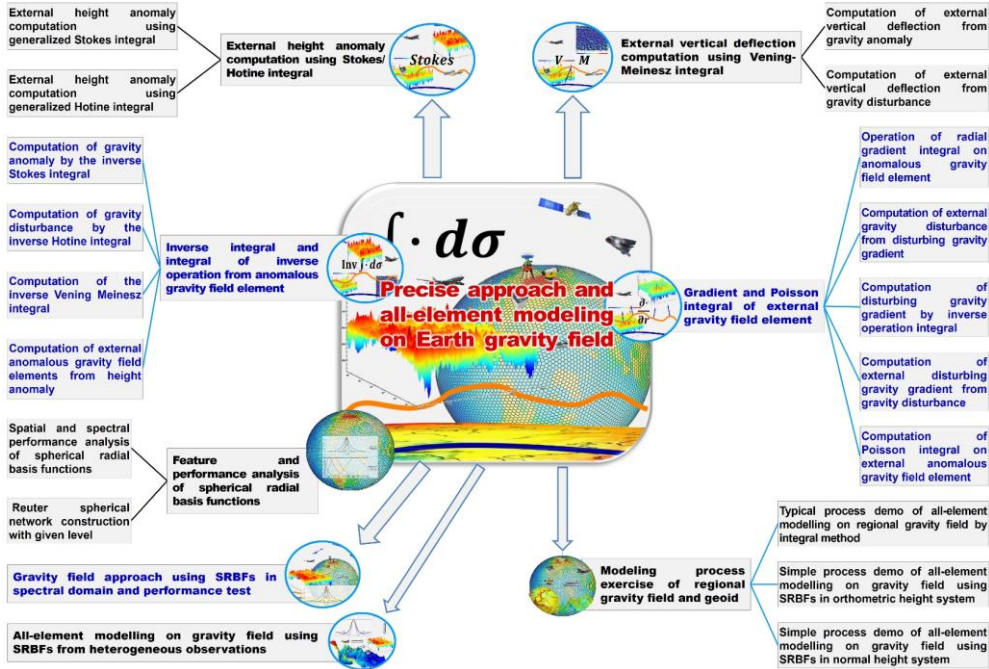 External height anomaly
computation using
generalized Stokes integral
External height anomaly
computation using
generalized Hotine integral
External height anomaly
computation using Stokes/
Hotine integral
Stokes
V — M
External vertical deflection
computation using Vening-
Meinesz integral
Computation of external
vertical deflection from
gravity anomaly
Computation of external
vertical deflection from
gravity disturbance
Computation of gravity
anomaly by the inverse
Stokes integral
Computation of gravity
disturbance by the
inverse Hotine integral
Computation of the
inverse Vening Meinesz
integral
Computation of external
anomalous gravity field
elements from height
anomaly
Inverse integral and
integral of inverse
operation from anomalous
gravity field element
Inv ∫·dσ
∫ · dσ
Precise approach and
all-element modeling
on Earth gravity field
∂
∂r
Gradient and Poisson
integral of external
gravity field element
Operation of radial
gradient integral on
anomalous gravity
field element
Computation of external
gravity disturbance
from disturbing gravity
gradient
Computation of
disturbing gravity
gradient by inverse
operation integral
Computation of
external disturbing
gravity gradient from
gravity disturbance
Computation of
Poisson integral on
external anomalous
gravity field element
Spatial and spectral
performance analysis
of spherical radial
basis functions
Reuter spherical
network construction
with given level
Feature and
performance analysis
of spherical radial
basis functions
Gravity field approach using SRBFs in
spectral domain and performance test
All-element modelling on gravity field using
SRBFs from heterogeneous observations
Modeling process
exercise of regional
gravity field and geoid
Typical process demo of all-element
modelling on regional gravity field by
integral method
Simple process demo of all-element
modelling on gravity field using
SRBFs in orthometric height system
Simple process demo of all-element
modelling on gravity field using
SRBFs in normal height system